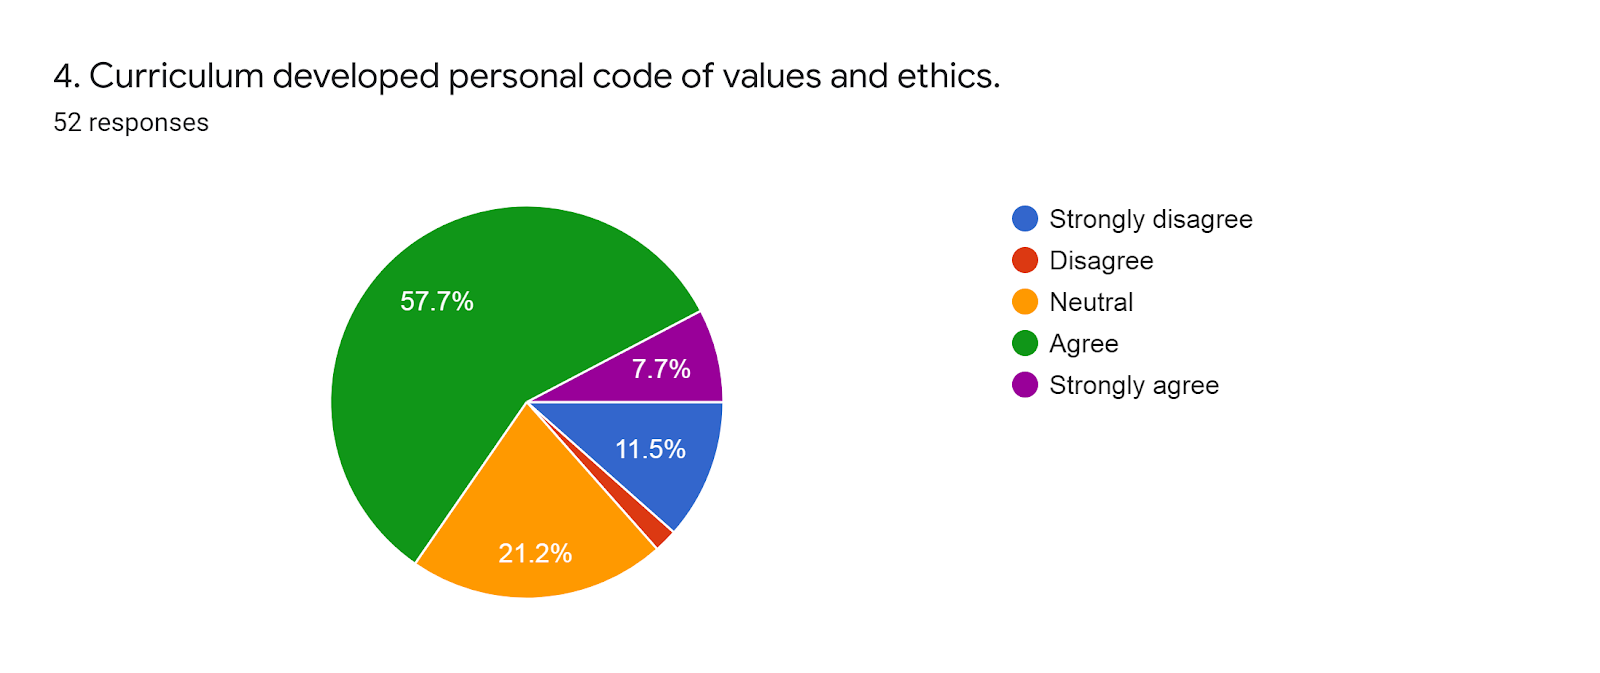 4. Curriculum developed personal code of values and ethics.
52 responses
57.7%
7.7%
11.5%
21.2%
Strongly disagree
Disagree
Neutral
Agree
Strongly agree